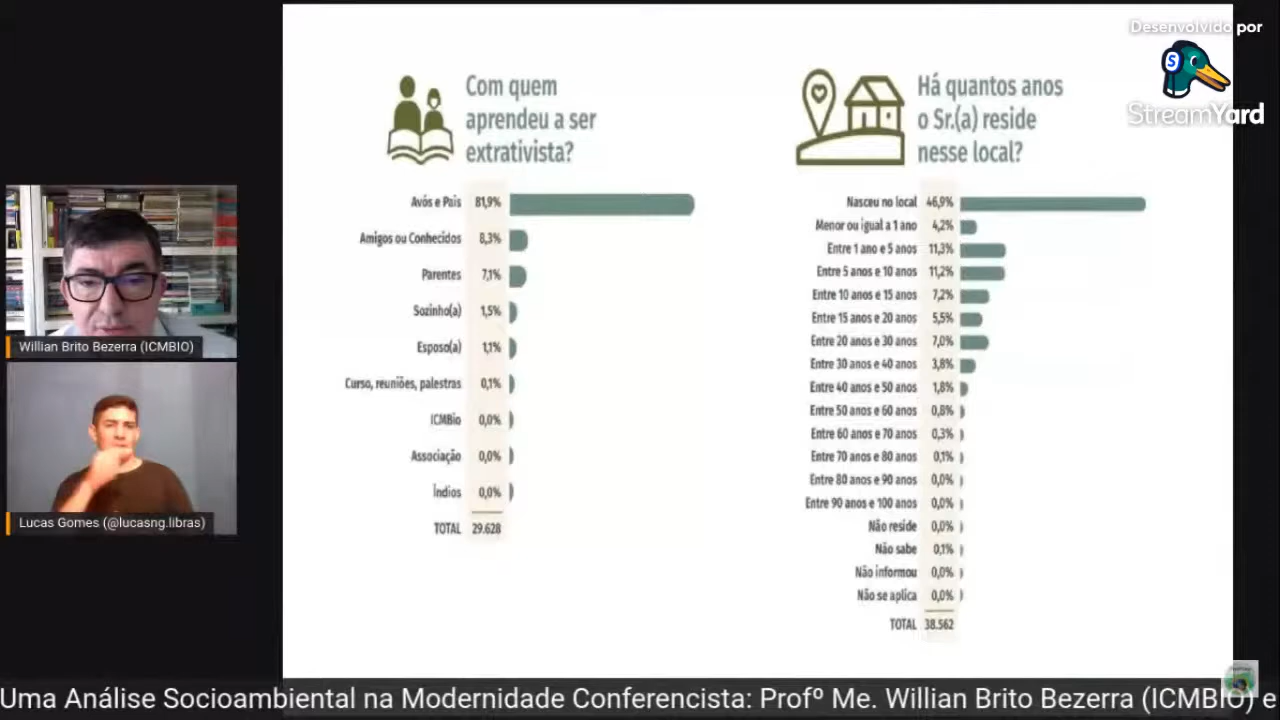 Desenvolvido por
S
StreamYard
Com quem
aprendeu a ser
extrativista?
Avós e Pais 81,9%
Amigos ou Conhecidos 8,3%
Parentes 7,1%
Sozinho(a) 1,5%
Esposo(a) 1,1%
Curso, reuniões, palestras 0,1%
ICMBio 0,0%
Associação 0,0%
Índios 0,0%
TOTAL 29.628
Há quantos anos
o Sr.(a) reside
nesse local?
Nasceu no local 46,9%
Menor ou igual a 1 ano 4,2%
Entre 1 ano e 5 anos 11,3%
Entre 5 anos e 10 anos 11,2%
Entre 10 anos e 15 anos 7,2%
Entre 15 anos e 20 anos 5,5%
Entre 20 anos e 30 anos 7,0%
Entre 30 anos e 40 anos 3,8%
Entre 40 anos e 50 anos 1,8%
Entre 50 anos e 60 anos 0,8%
Entre 60 anos e 70 anos 0,3%
Entre 70 anos e 80 anos 0,1%
Entre 80 anos e 90 anos 0,0%
Entre 90 anos e 100 anos 0,0%
Não reside 0,0%
Não sabe 0,1%
Não informou 0,0%
Não se aplica 0,0%
TOTAL 38.562
Willian Brito Bezerra (ICMBIO)
Lucas Gomes (@lucasng.libras)
Uma Análise Socioambiental na Modernidade Conferencista: Profº Me. Willian Brito Bezerra (ICMBIO) e